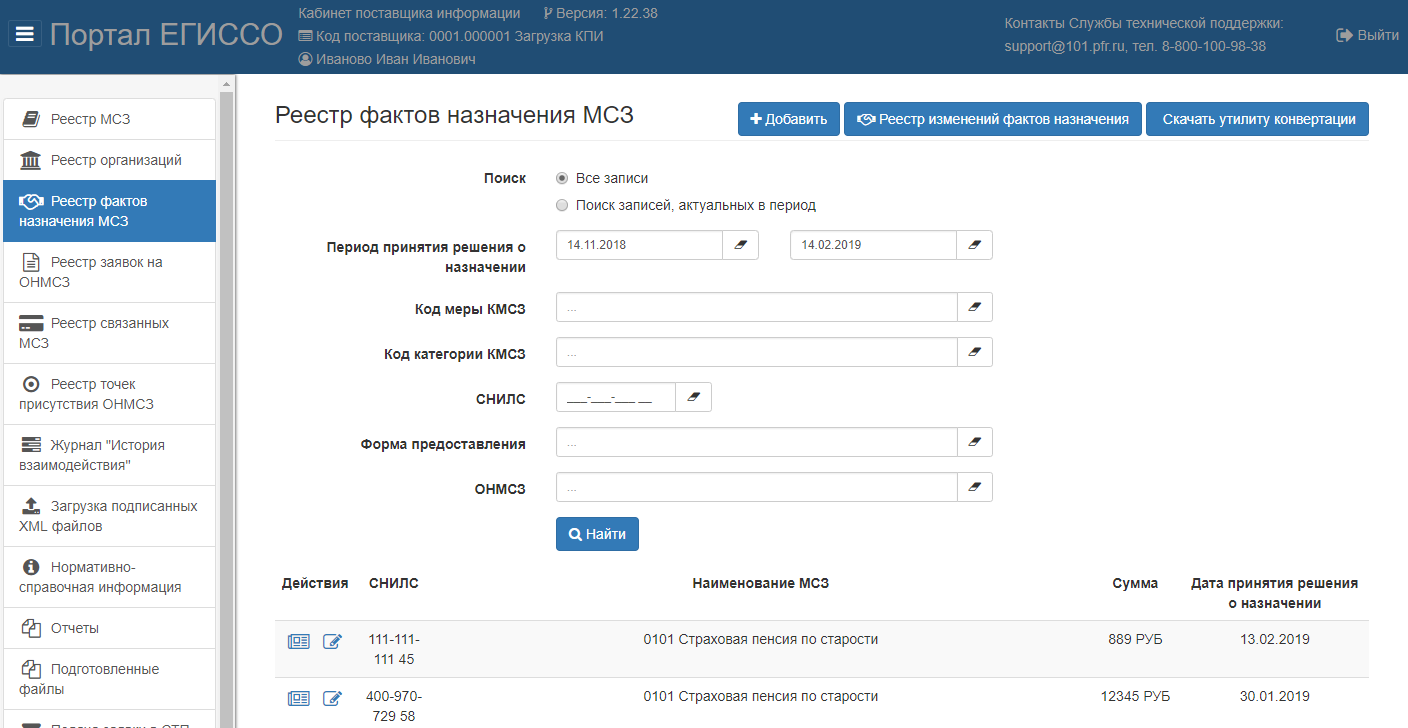 Портал ЕГИССО
Кабинет поставщика информации
Версия: 1.22.38
Код поставщика: 0001.000001 Загрузка КПИ
Иваново Иван Иванович
Контакты Службы технической поддержки:
support@101.pfr.ru, тел. 8-800-100-98-38
Выйти
Реестр МСЗ
Реестр организаций
Реестр фактов
назначения МСЗ
Реестр заявок на
ОНМСЗ
Реестр связанных
МСЗ
Реестр точек
присутствия ОНМСЗ
Журнал "История
взаимодействия"
Загрузка подписанных
XML файлов
Нормативно-
справочная информация
Отчеты
Подготовленные
файлы
Реестр фактов назначения МСЗ
Добавить
Реестр изменений фактов назначения
Скачать утилиту конвертации
Поиск
Все записи
Поиск записей, актуальных в период
Период принятия решения о
назначении
14.11.2018
14.02.2019
Код меры КМСЗ
...
Код категории КМСЗ
...
СНИЛС
___-___-___ __
Форма предоставления
...
ОНМСЗ
...
Найти
Действия СНИЛС Наименование МСЗ Сумма Дата принятия решения
о назначении
111-111- 0101 Страховая пенсия по старости 889 РУБ 13.02.2019
111 45
400-970- 0101 Страховая пенсия по старости 12345 РУБ 30.01.2019
729 58